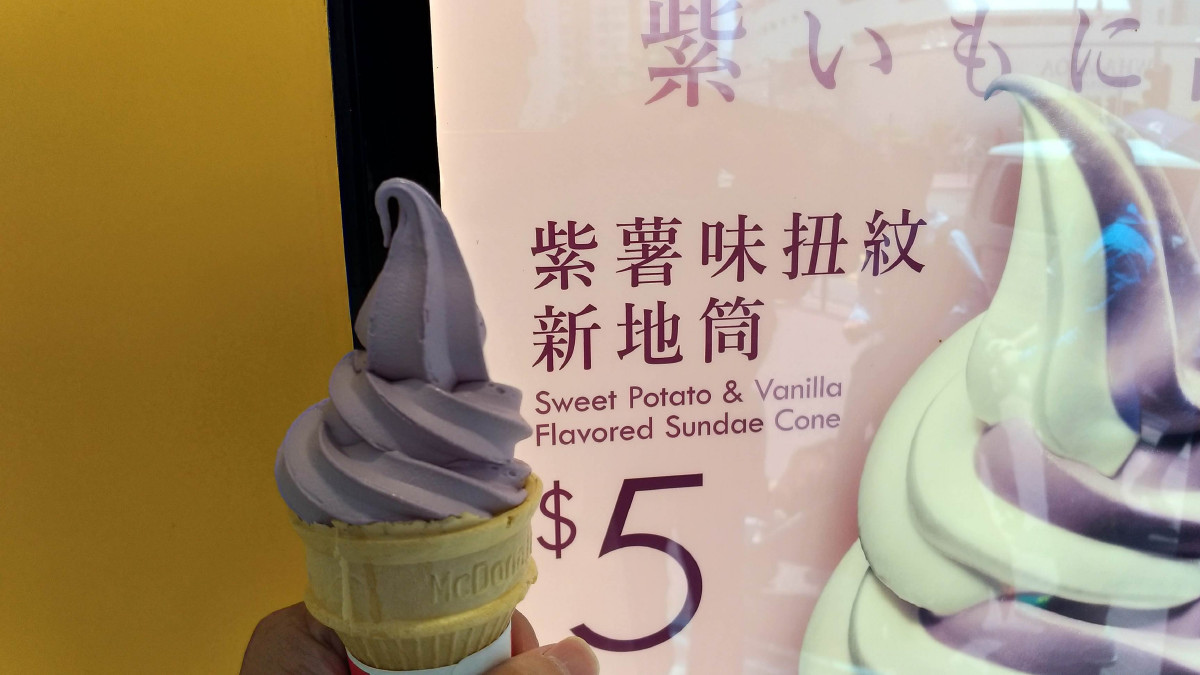 紫いもに
紫薯味扭紋
新地筒
Sweet Potato & Vanilla
Flavored Sundae Cone
$5